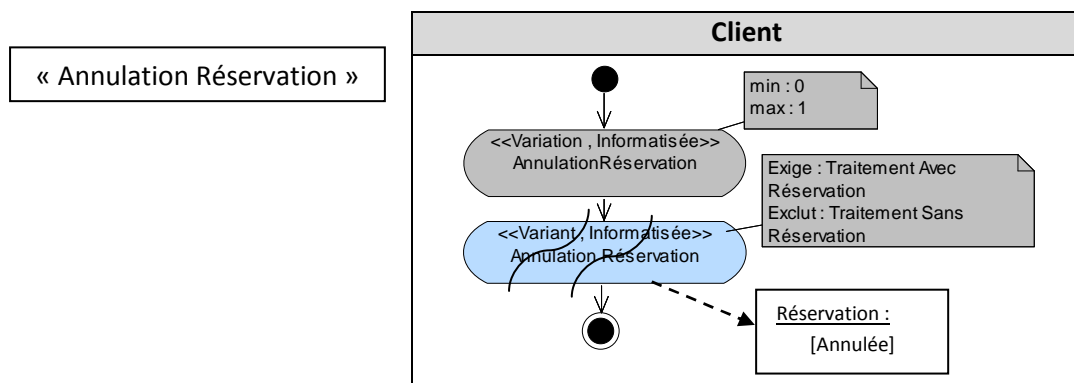 Client
« Annulation Réservation »
min : 0
max : 1
<<Variation , Informatisée>>
AnnulationRéservation
Exige : Traitement Avec
Réservation
Exclut : Traitement Sans
Réservation
<<Variant , Informatisée>>
Annulation Réservation
Réservation :
[Annulée]